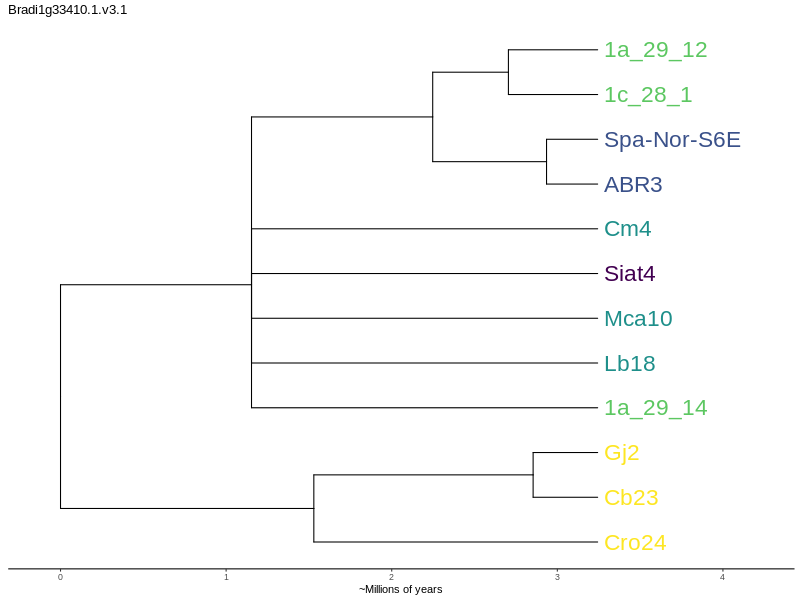 Bradi1g33410.1.v3.1
1a_29_12
1c_28_1
Spa-Nor-S6E
ABR3
Cm4
Siat4
Mca10
Lb18
1a_29_14
Gj2
Cb23
Cro24
0 1 2 3 4
~Millions of years